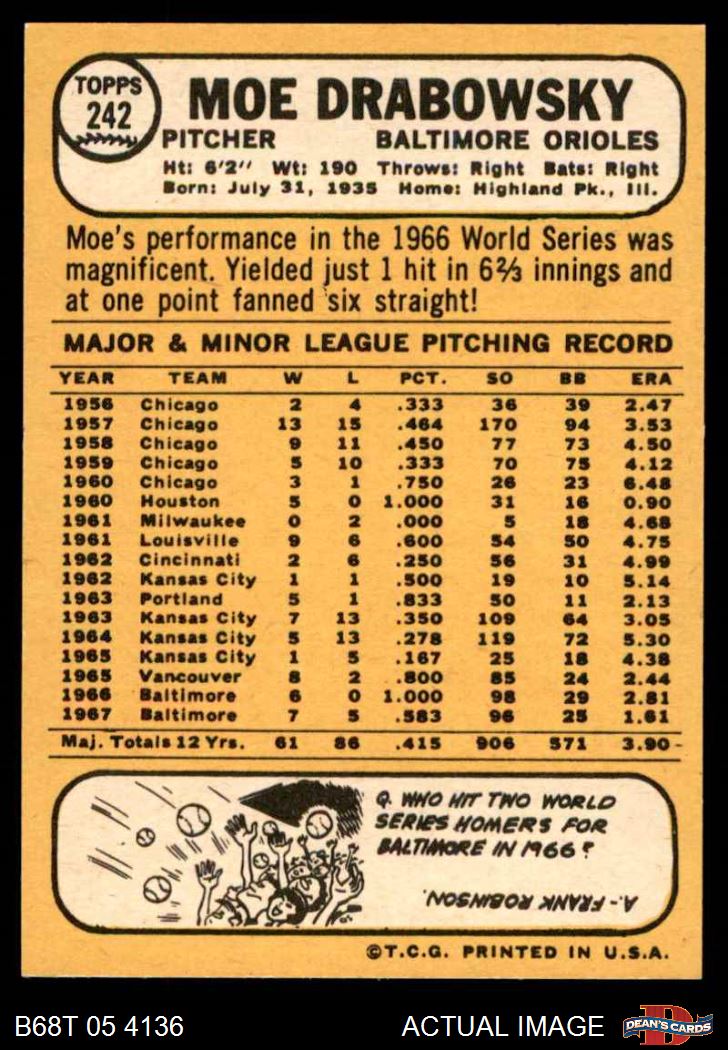 TOPPS
242
MOE DRABOWSKY
PITCHER BALTIMORE ORIOLES
Ht: 6'2" Wt: 190 Throws: Right Bats: Right
Born: July 31, 1935 Home: Highland Pk., Ill.
Moe's performance in the 1966 World Series was
magnificent. Yielded just 1 hit in 6⅔ innings and
at one point fanned six straight!
MAJOR & MINOR LEAGUE PITCHING RECORD
YEAR TEAM W L PCT. SO BB ERA
1956 Chicago 2 4 .333 36 39 2.47
1957 Chicago 13 15 .464 170 94 3.53
1958 Chicago 9 11 .450 77 73 4.50
1959 Chicago 5 10 .333 70 75 4.12
1960 Chicago 3 1 .750 26 23 6.48
1960 Houston 5 0 1.000 31 16 0.90
1961 Milwaukee 0 2 .000 5 18 4.68
1961 Louisville 9 6 .600 54 50 4.75
1962 Cincinnati 2 6 .250 56 31 4.99
1962 Kansas City 1 1 .500 19 10 5.14
1963 Portland 5 1 .833 50 11 2.13
1963 Kansas City 7 13 .350 109 64 3.05
1964 Kansas City 5 13 .278 119 72 5.30
1965 Kansas City 1 5 .167 25 18 4.38
1965 Vancouver 8 2 .800 85 24 2.44
1966 Baltimore 6 0 1.000 98 29 2.81
1967 Baltimore 7 5 .583 96 25 1.61
Maj. Totals 12 Yrs. 61 86 .415 906 571 3.90
Q. WHO HIT TWO WORLD
SERIES HOMERS FOR
BALTIMORE IN 1966?
A.-FRANK ROBINSON.
©T.C.G. PRINTED IN U.S.A.
B68T 05 4136 ACTUAL IMAGE
D
DEAN'S CARDS